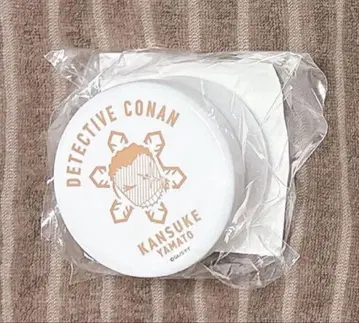 DETECTIVE CONAN
KANSUKE
YAMATO